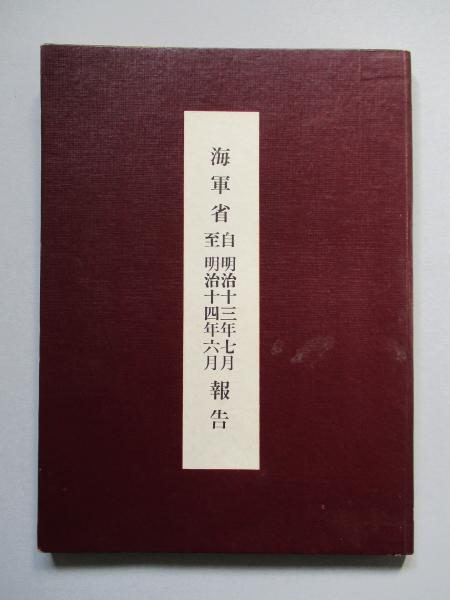 海軍省
自明治十三年七月
至明治十四年六月
報告